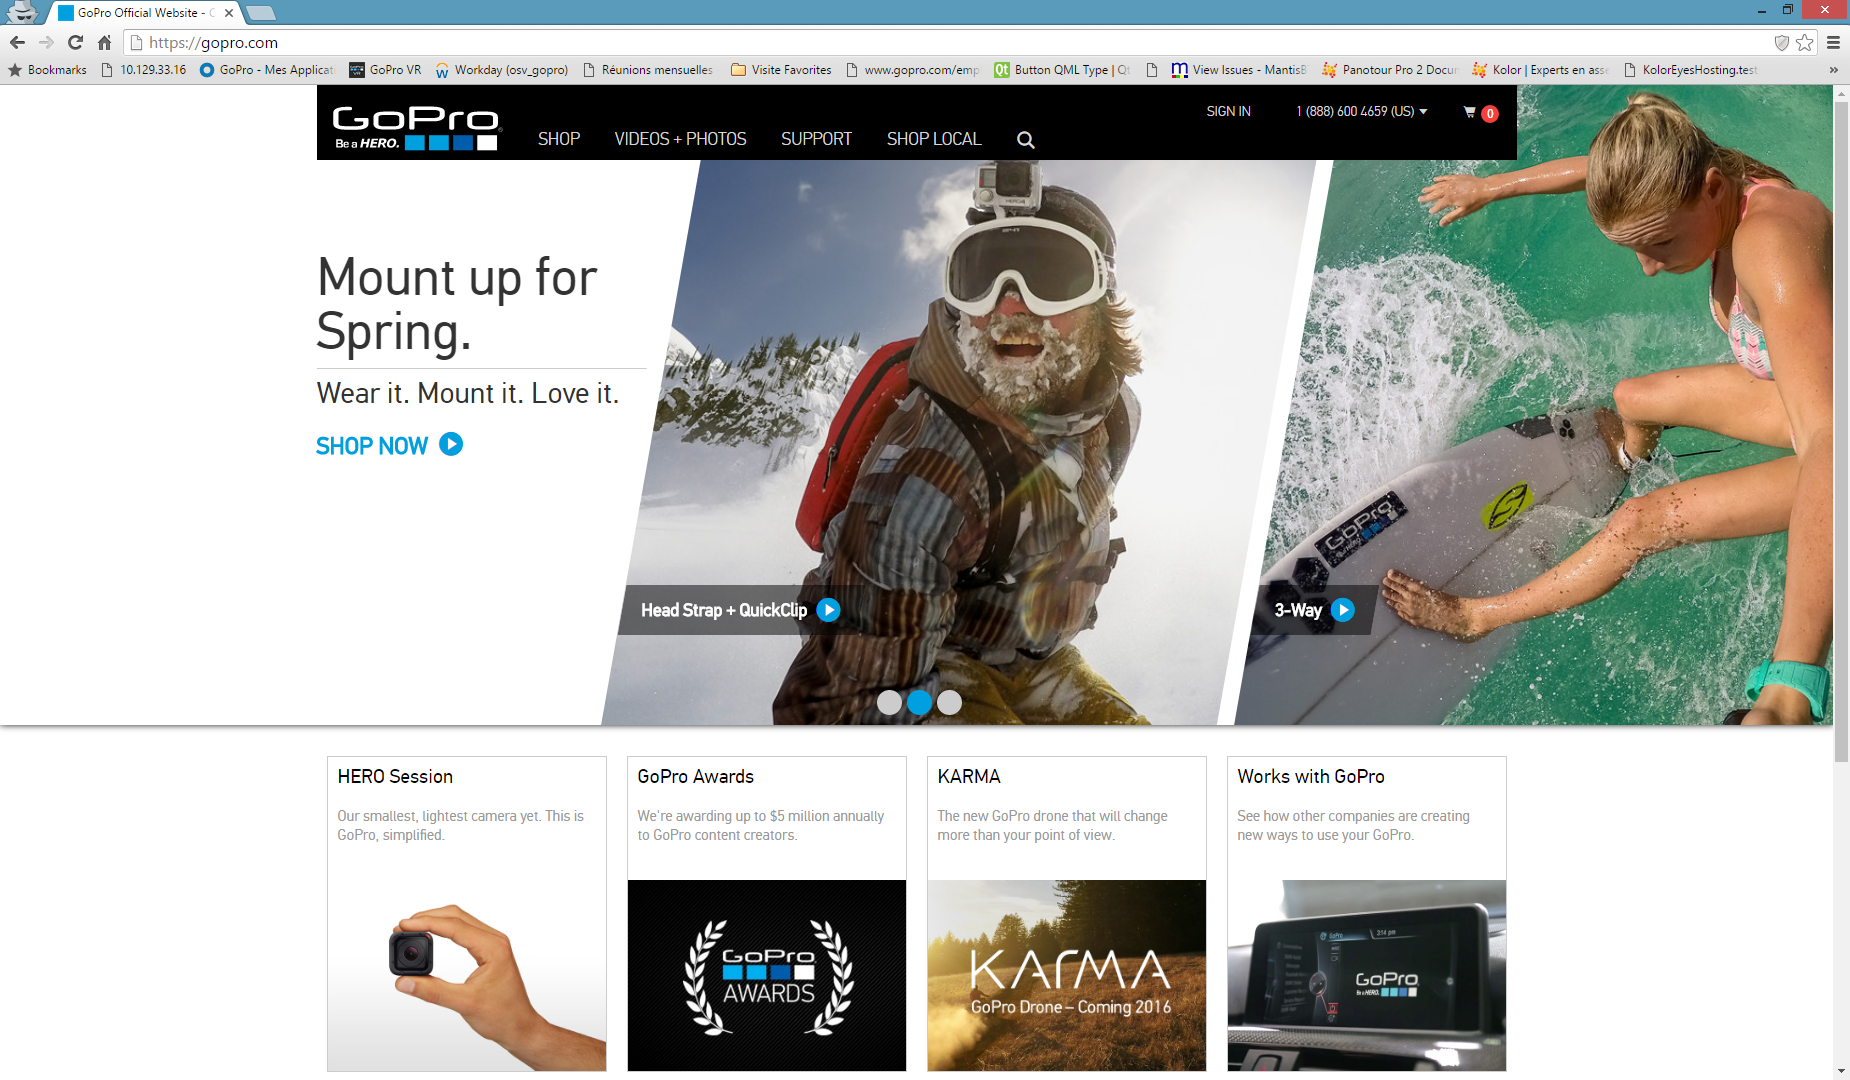 GoPro Official Website - C
https://gopro.com
Bookmarks
10.129.33.16
GoPro - Mes Applicat
GoPro VR
Workday (osv_gopro)
Réunions mensuelles
Visite Favorites
www.gopro.com/emp
Button QML Type | Qt
View Issues - MantisB
Panotour Pro 2 Docu
Kolor | Experts en asse
KolorEyesHosting.test
GoPro
Be a HERO.
SHOP
VIDEOS + PHOTOS
SUPPORT
SHOP LOCAL
SIGN IN
1 (888) 600 4659 (US)
0
Mount up for
Spring.
Wear it. Mount it. Love it.
SHOP NOW
Head Strap + QuickClip
3-Way
GoPro
HERO Session
Our smallest, lightest camera yet. This is
GoPro, simplified.
GoPro Awards
We're awarding up to $5 million annually
to GoPro content creators.
GoPro
AWARDS
KARMA
The new GoPro drone that will change
more than your point of view.
KARMA
GoPro Drone – Coming 2016
Works with GoPro
See how other companies are creating
new ways to use your GoPro.
GoPro
3:14 pm
GoPro
Be a HERO.